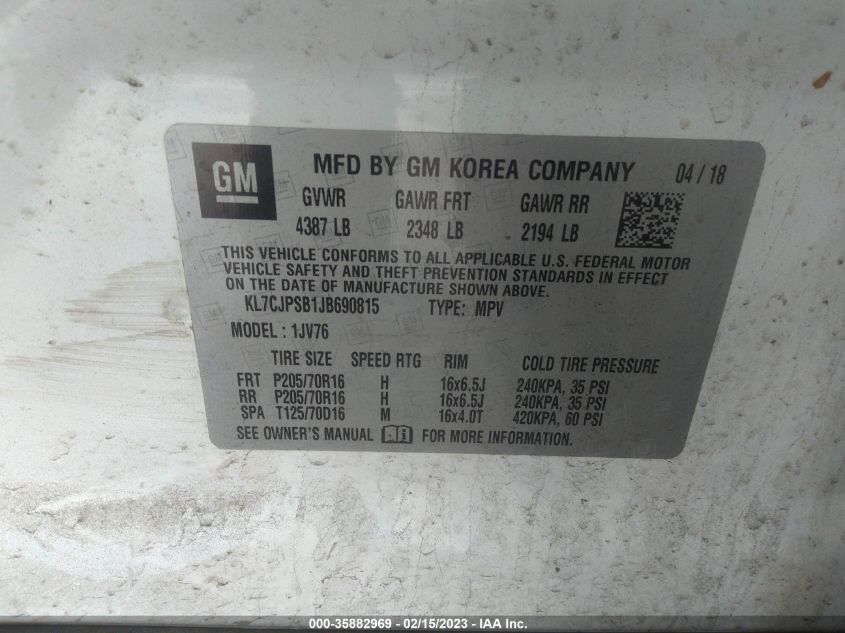 GM
MFD BY GM KOREA COMPANY 04 / 18
GVWR GAWR FRT GAWR RR
4387 LB 2348 LB 2194 LB
THIS VEHICLE CONFORMS TO ALL APPLICABLE U.S. FEDERAL MOTOR
VEHICLE SAFETY AND THEFT PREVENTION STANDARDS IN EFFECT
ON THE DATE OF MANUFACTURE SHOWN ABOVE.
KL7CJPSB1JB690815 TYPE: MPV
MODEL : 1JV76
TIRE SIZE SPEED RTG RIM COLD TIRE PRESSURE
FRT P205/70R16 H 16x6.5J 240KPA, 35 PSI
RR P205/70R16 H 16x6.5J 240KPA, 35 PSI
SPA T125/70D16 M 16x4.0T 420KPA, 60 PSI
SEE OWNER'S MANUAL FOR MORE INFORMATION.
000-35882969 - 02/15/2023 - IAA Inc.